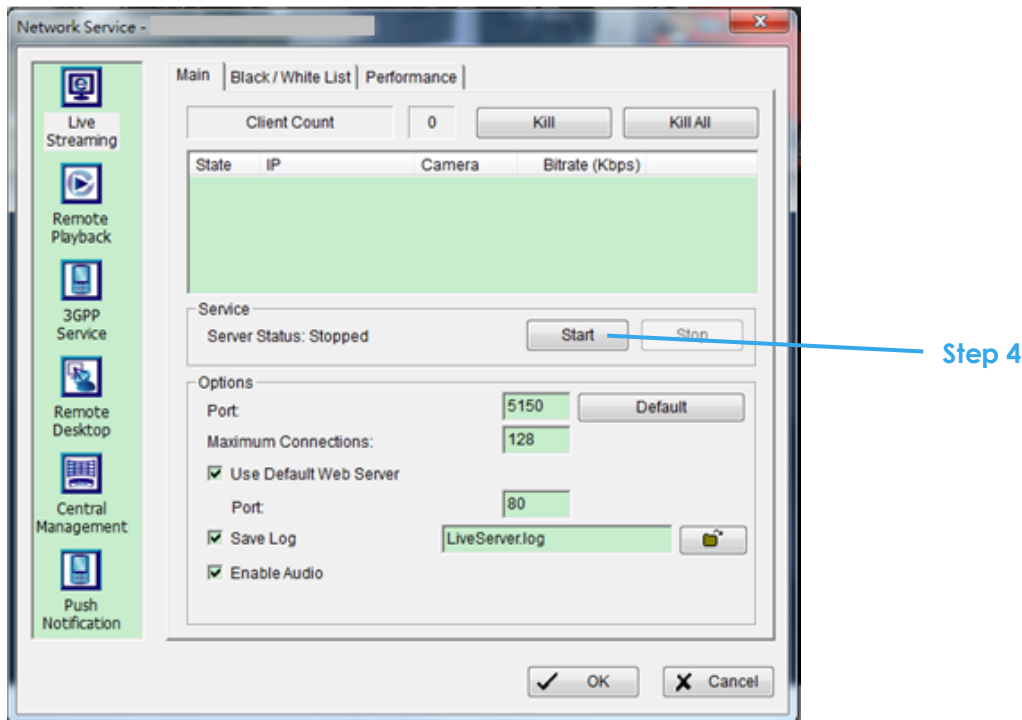 Network Service -
Main
Black / White List
Performance
Live
Streaming
Remote
Playback
3GPP
Service
Remote
Desktop
Central
Management
Push
Notification
Client Count
0
Kill
Kill All
State IP Camera Bitrate (Kbps)
Service
Server Status: Stopped
Start
Stop
Step 4
Options
Port:
5150
Default
Maximum Connections:
128
Use Default Web Server
Port:
80
Save Log
LiveServer.log
Enable Audio
OK
Cancel